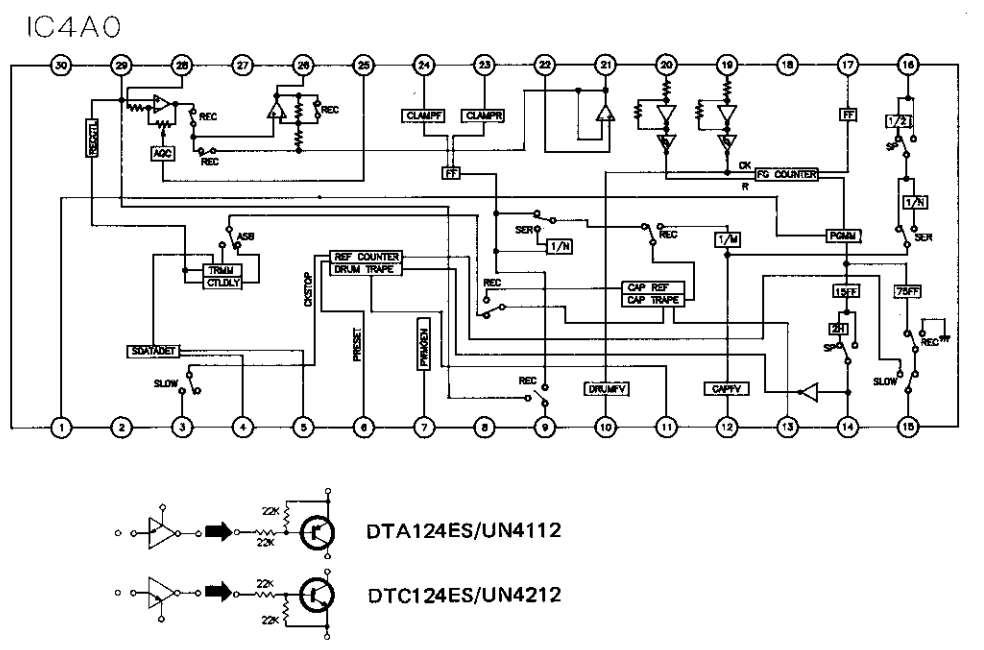 IC4A0
30 29 28 27 26 25 24 23 22 21 20 19 18 17 16
RECCTL
REC
AGC
REC
REC
CLAMPF
CLAMPR
FF
CK
R
FG COUNTER
FF
1/2
SP
1/N
SER
ASB
TRMM
CTLDLY
CKSTOP
REF COUNTER
DRUM TRAPE
SER
1/N
REC
1/M
PGMM
REC
CAP REF
CAP TRAPE
15FF
75FF
2H
SP
REC
SDATADET
SLOW
PRESET
PWMOEN
REC
DRUMFV
CAPFV
SLOW
1 2 3 4 5 6 7 8 9 10 11 12 13 14 15
22K
22K
DTA124ES/UN4112
22K
22K
DTC124ES/UN4212